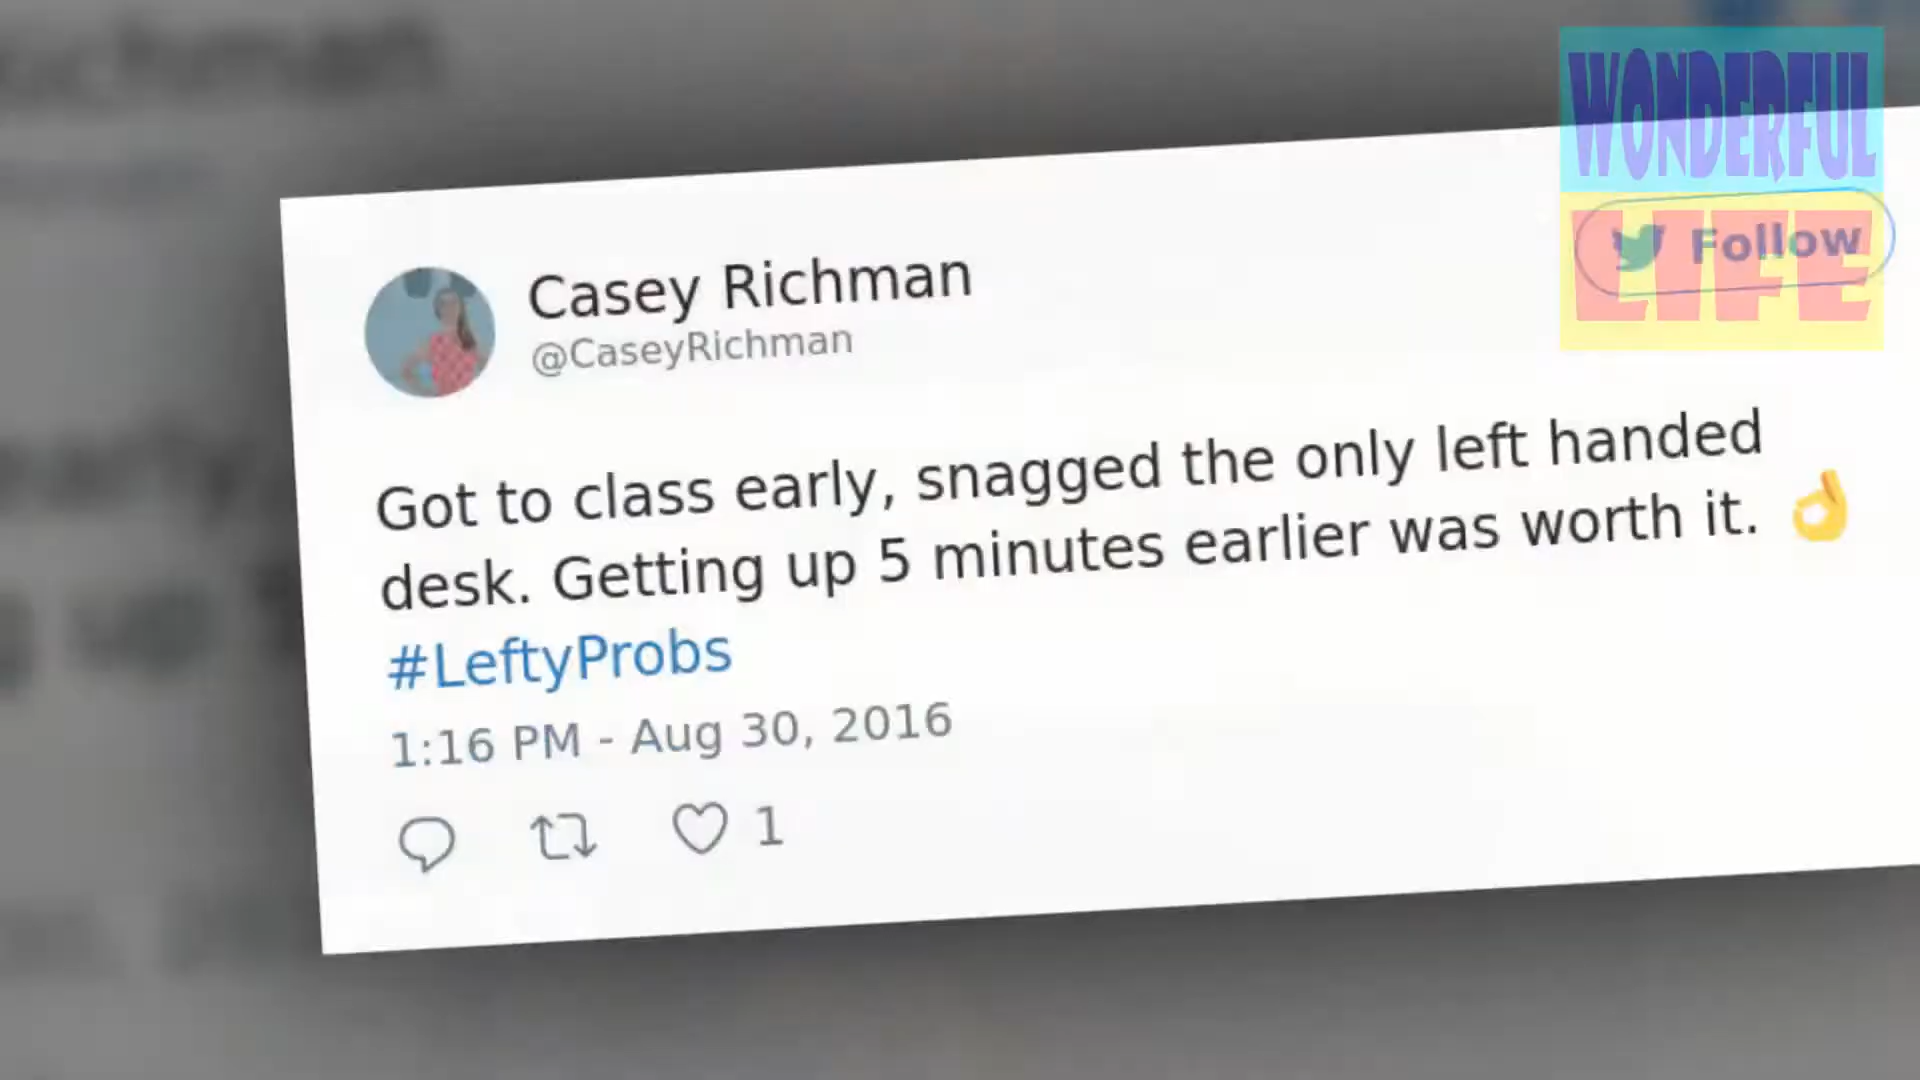 WONDERFUL
LIFE
Follow
Casey Richman
@CaseyRichman
Got to class early, snagged the only left handed
desk. Getting up 5 minutes earlier was worth it. 👌
#LeftyProbs
1:16 PM - Aug 30, 2016
1